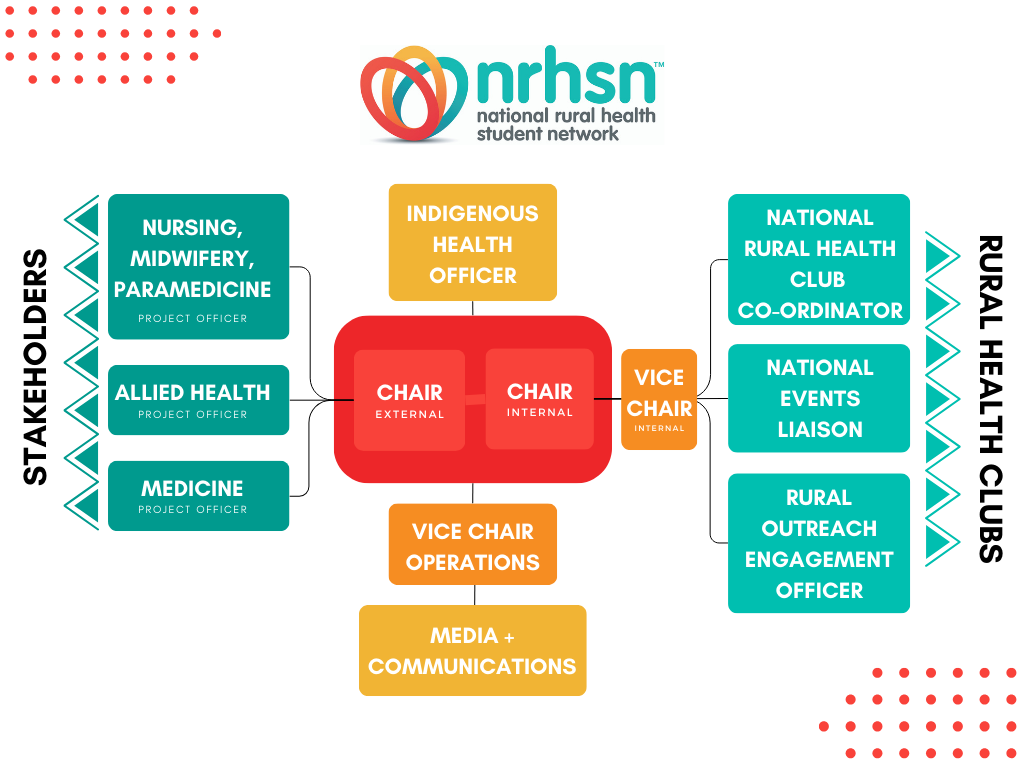 nrhsn™
national rural health
student network
STAKEHOLDERS
NURSING,
MIDWIFERY,
PARAMEDICINE
PROJECT OFFICER
ALLIED HEALTH
PROJECT OFFICER
MEDICINE
PROJECT OFFICER
INDIGENOUS
HEALTH
OFFICER
CHAIR
EXTERNAL
CHAIR
INTERNAL
VICE
CHAIR
INTERNAL
VICE CHAIR
OPERATIONS
MEDIA +
COMMUNICATIONS
NATIONAL
RURAL HEALTH
CLUB
CO-ORDINATOR
NATIONAL
EVENTS
LIAISON
RURAL
OUTREACH
ENGAGEMENT
OFFICER
RURAL HEALTH CLUBS